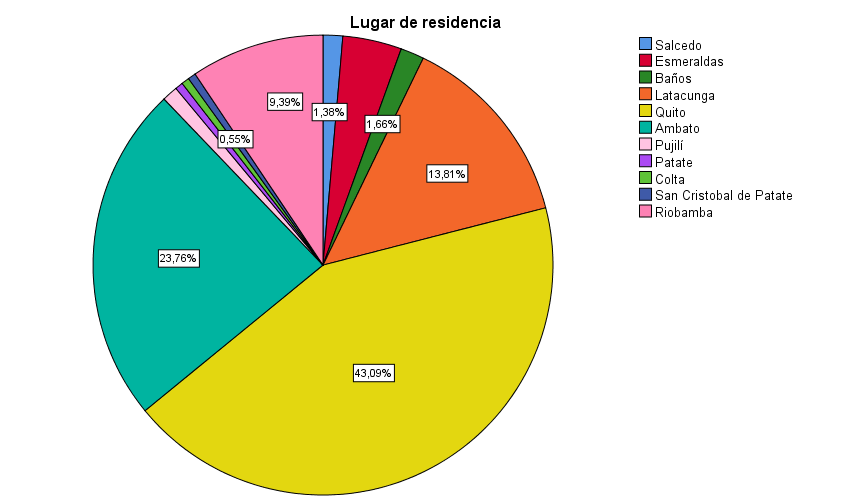 Lugar de residencia
Salcedo
Esmeraldas
Baños
Latacunga
Quito
Ambato
Pujilí
Patate
Colta
San Cristobal de Patate
Riobamba
9,39%
1,38%
1,66%
0,55%
13,81%
23,76%
43,09%